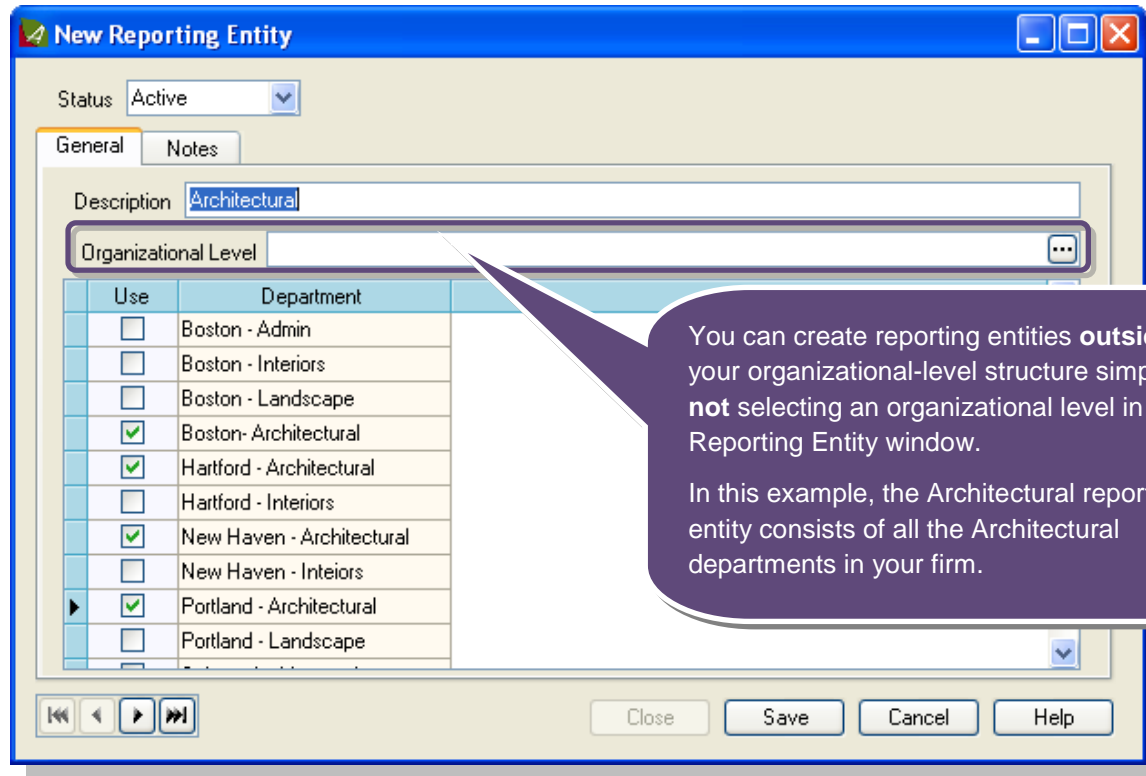 New Reporting Entity
Status Active
General Notes
Description Architectural
Organizational Level
Use Department
Boston - Admin
Boston - Interiors
Boston - Landscape
Boston- Architectural
Hartford - Architectural
Hartford - Interiors
New Haven - Architectural
New Haven - Inteiors
Portland - Architectural
Portland - Landscape
You can create reporting entities
your organizational-level structure
not selecting an organizational level in
Reporting Entity window.
In this example, the Architectural
entity consists of all the Architectural
departments in your firm.
Close Save Cancel Help